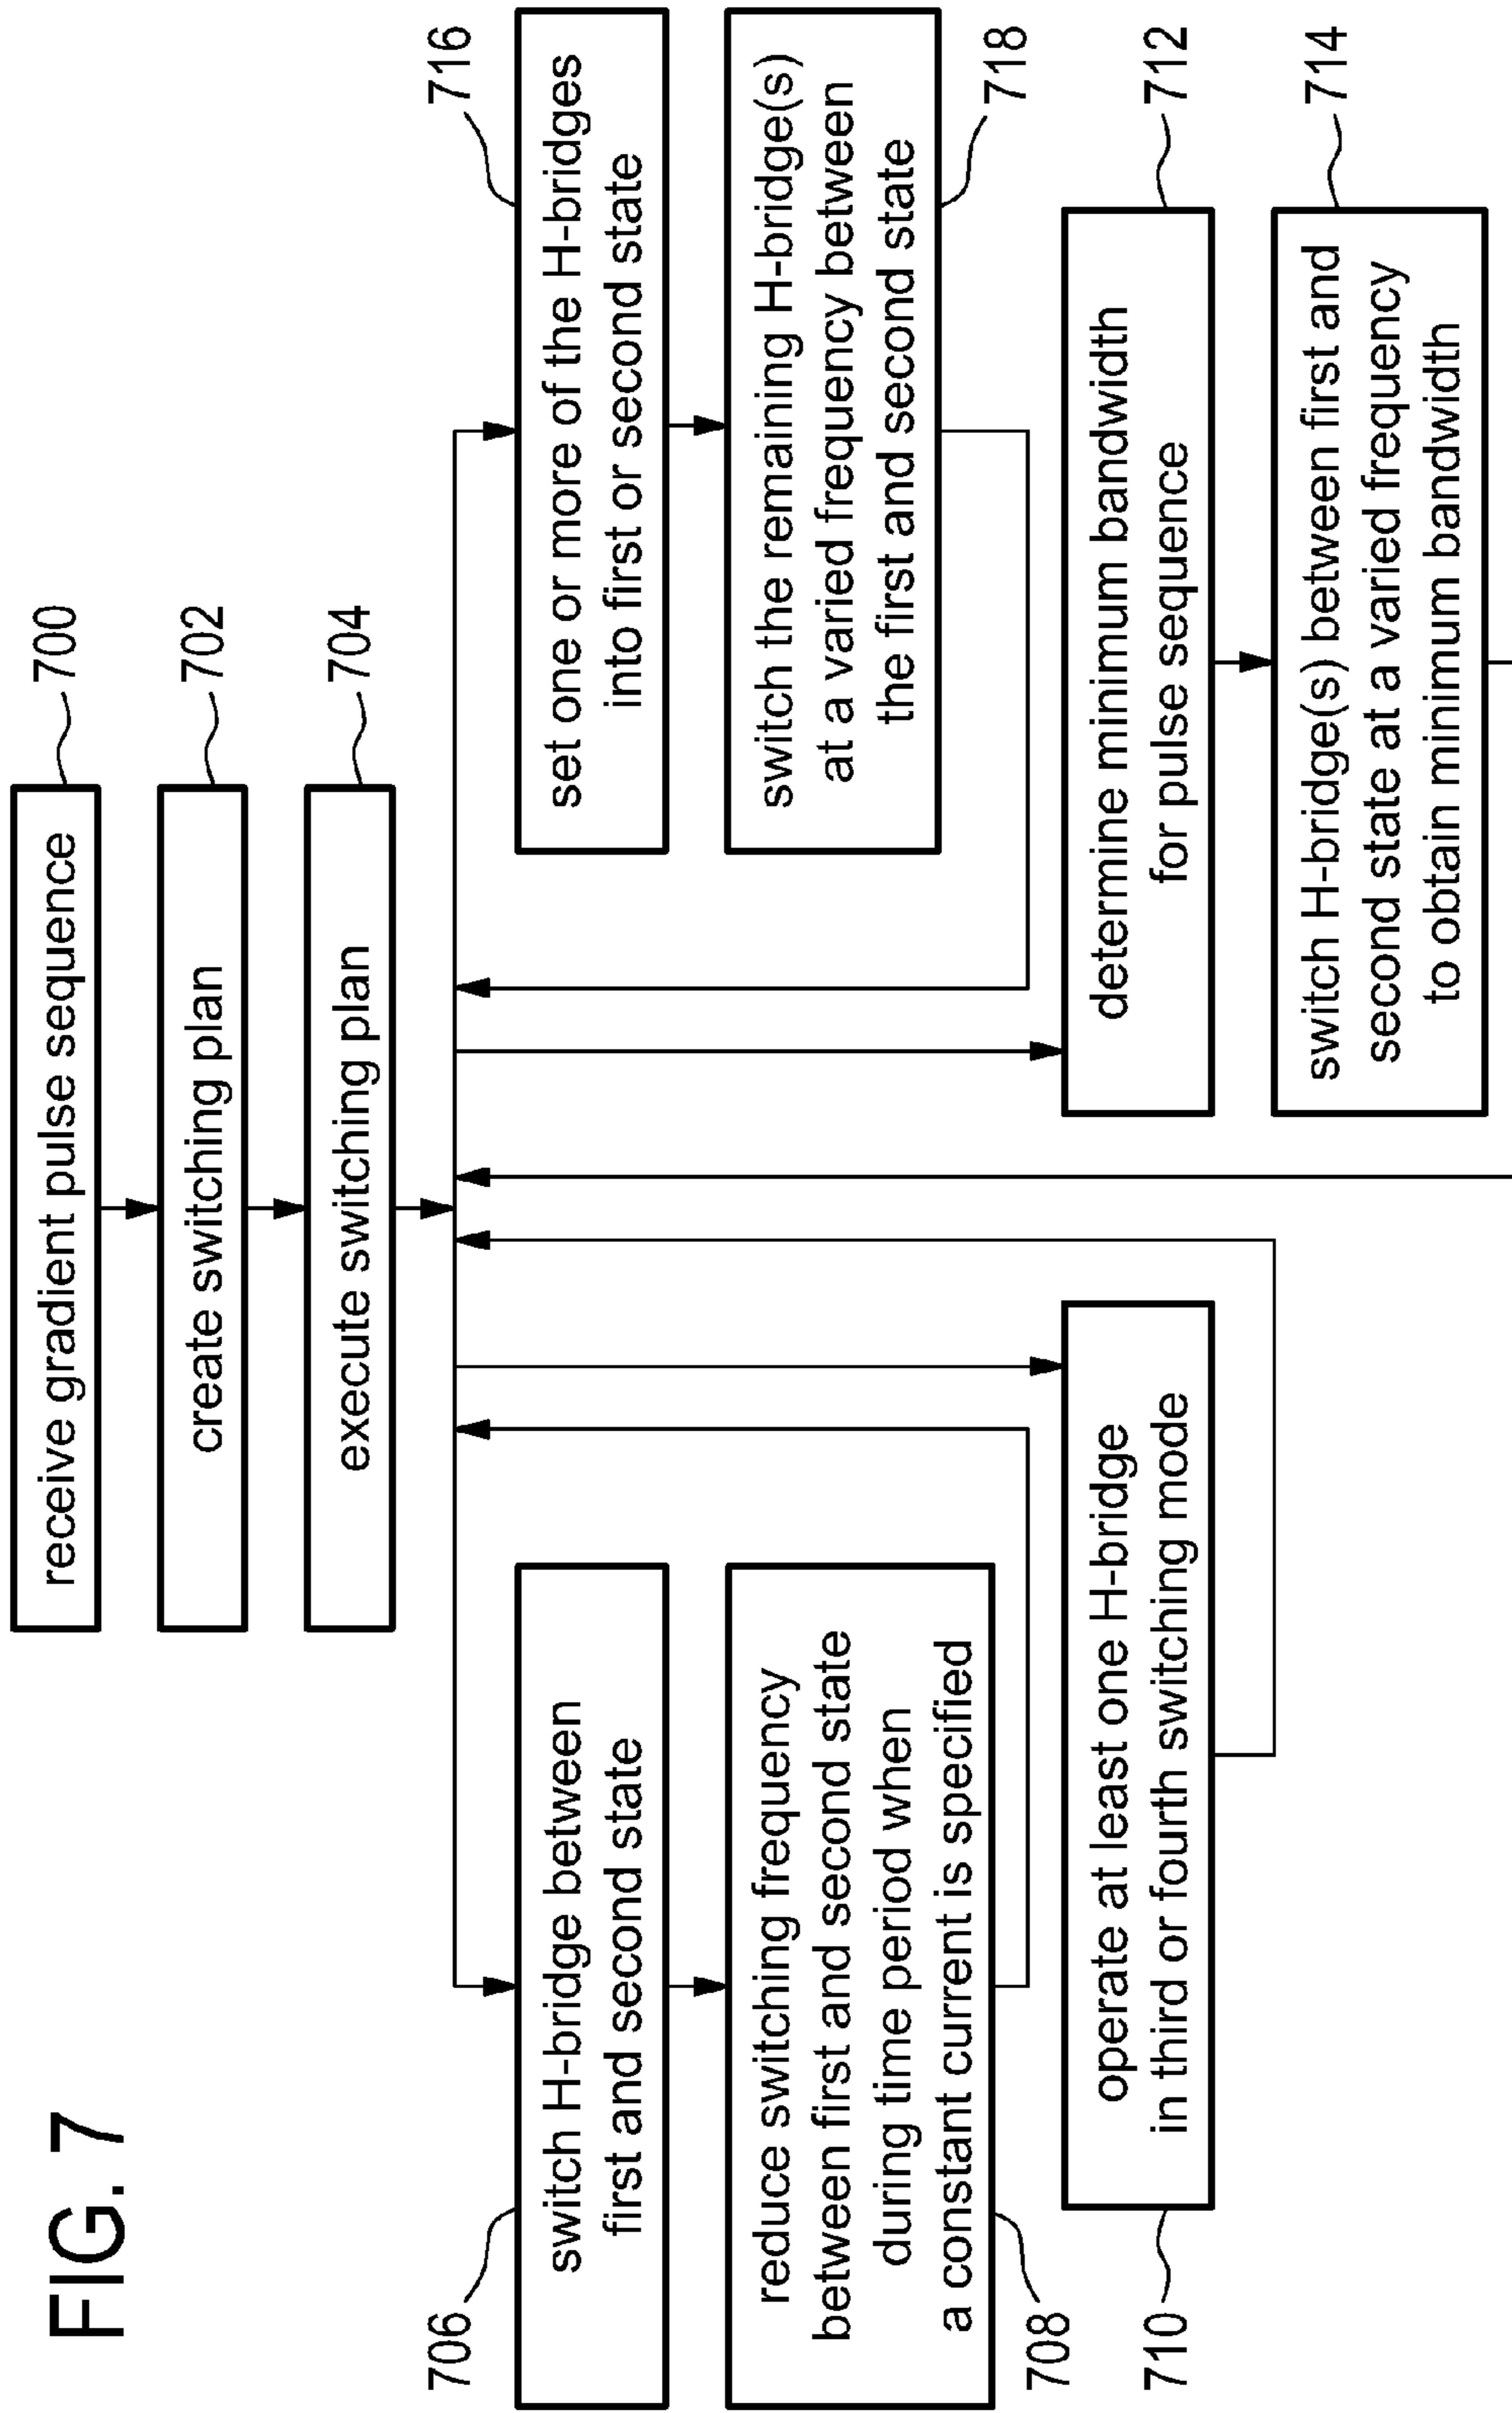 FIG. 7
receive gradient pulse sequence
700
create switching plan
702
execute switching plan
704
706
switch H-bridge between
first and second state
reduce switching frequency
between first and second state
during time period when
a constant current is specified
708
operate at least one H-bridge
in third or fourth switching mode
710
716
set one or more of the H-bridges
into first or second state
switch the remaining H-bridge(s)
at a varied frequency between
the first and second state
718
determine minimum bandwidth
for pulse sequence
712
switch H-bridge(s) between first and
second state at a varied frequency
to obtain minimum bandwidth
714